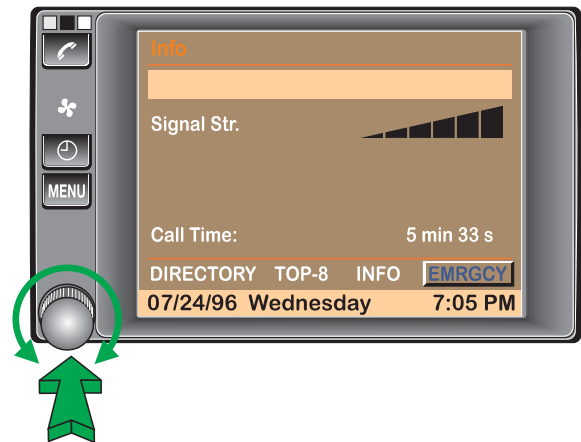 Info
Signal Str.
MENU
Call Time: 5 min 33 s
DIRECTORY TOP-8 INFO EMRGCY
07/24/96 Wednesday 7:05 PM